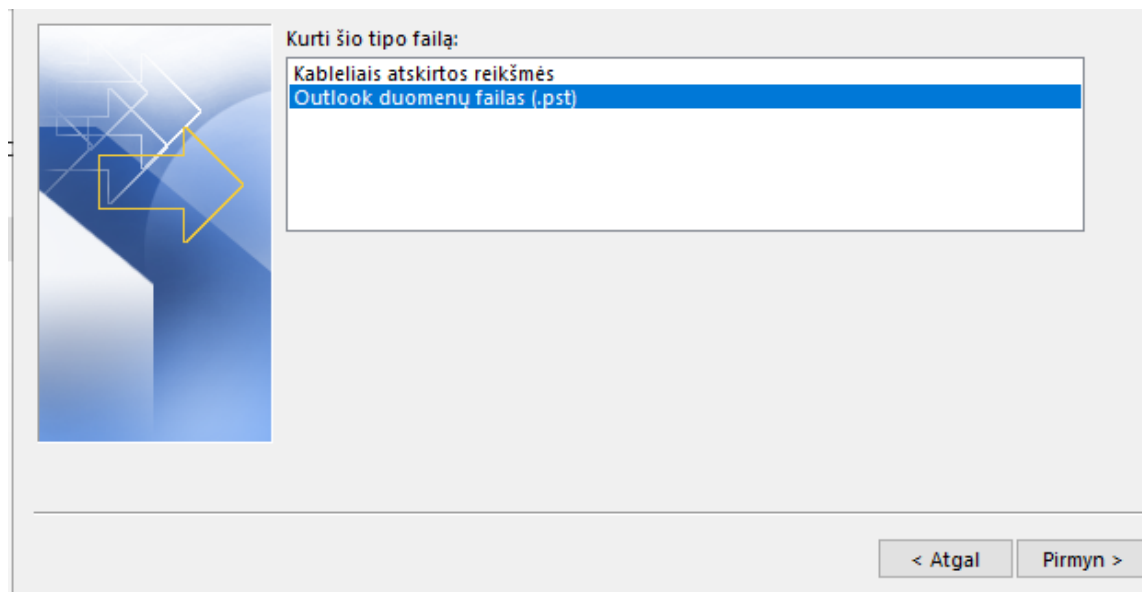 Kurti šio tipo failą:
Kableliais atskirtos reikšmės
Outlook duomenų failas (.pst)
< Atgal
Pirmyn >